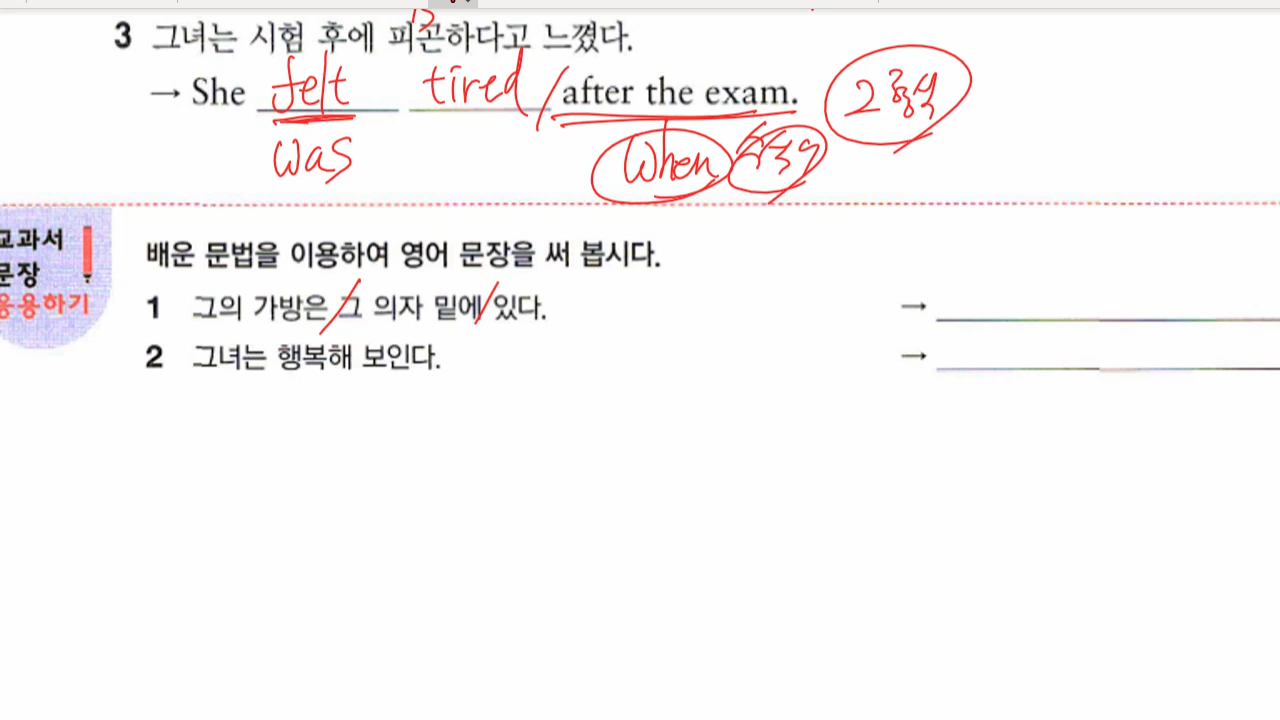 3 그녀는 시험 후에 피곤하다고 느꼈다.
→ She felt tired / after the exam. 2형식
was When 수식어
교과서
문장
응용하기
배운 문법을 이용하여 영어 문장을 써 봅시다.
1 그의 가방은 / 그 의자 밑에 / 있다. →
2 그녀는 행복해 보인다. →